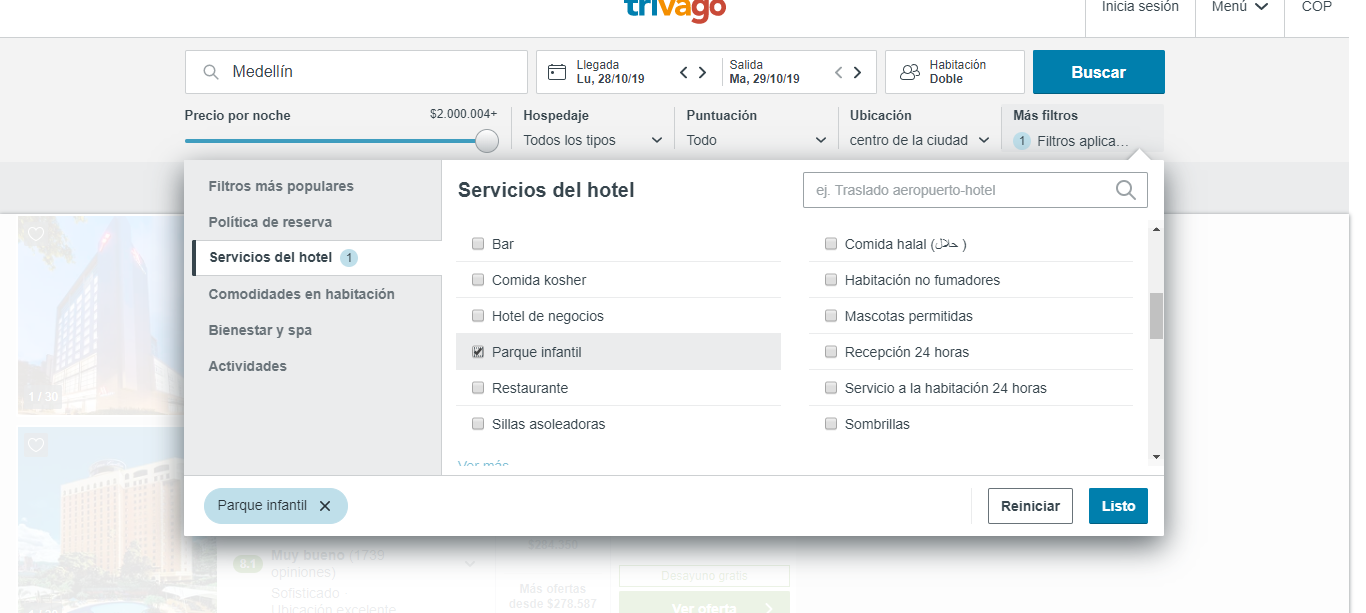 trivago
Inicia sesión
Menú
COP
Medellín
Llegada
Lu, 28/10/19
Salida
Ma, 29/10/19
Habitación
Doble
Buscar
Precio por noche
$2.000.004+
Hospedaje
Todos los tipos
Puntuación
Todo
Ubicación
centro de la ciudad
Más filtros
1 Filtros aplica...
Filtros más populares
Política de reserva
Servicios del hotel 1
Comodidades en habitación
Bienestar y spa
Actividades
Servicios del hotel
ej. Traslado aeropuerto-hotel
Bar
Comida halal (حلال )
Comida kosher
Habitación no fumadores
Hotel de negocios
Mascotas permitidas
Parque infantil
Recepción 24 horas
Restaurante
Servicio a la habitación 24 horas
Sillas asoleadoras
Sombrillas
Ver más
Parque infantil
Reiniciar
Listo
1 / 30
8.1 Muy bueno (1739
opiniones)
Sofisticado
Ubicación excelente
Más ofertas
desde $278.587
Desayuno gratis
Ver oferta